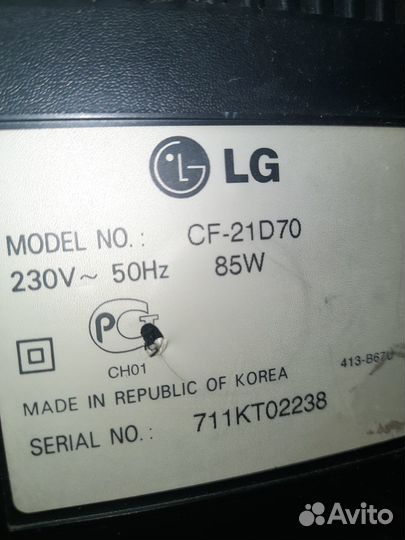 LG
MODEL NO.: CF-21D70
230V~ 50Hz 85W
CH01
413-B67U
MADE IN REPUBLIC OF KOREA
SERIAL NO.: 711KT02238
Avito